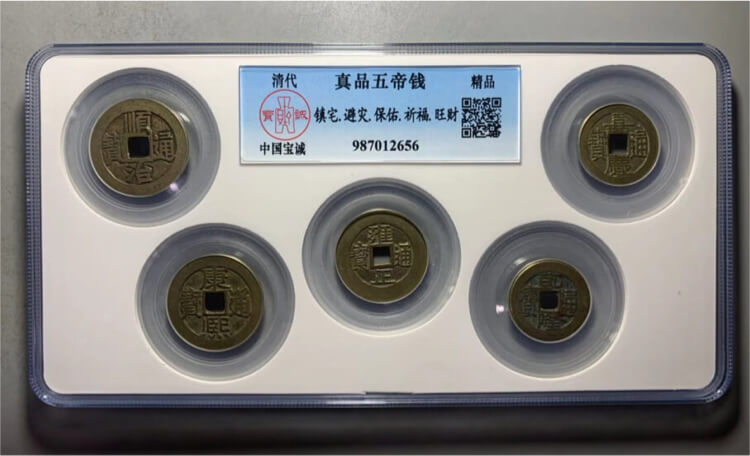 清代 真品五帝钱 精品
镇宅.避灾.保佑.祈福.旺财
中国宝诚 987012656
順治通寶
康熙通寶
雍正通寶